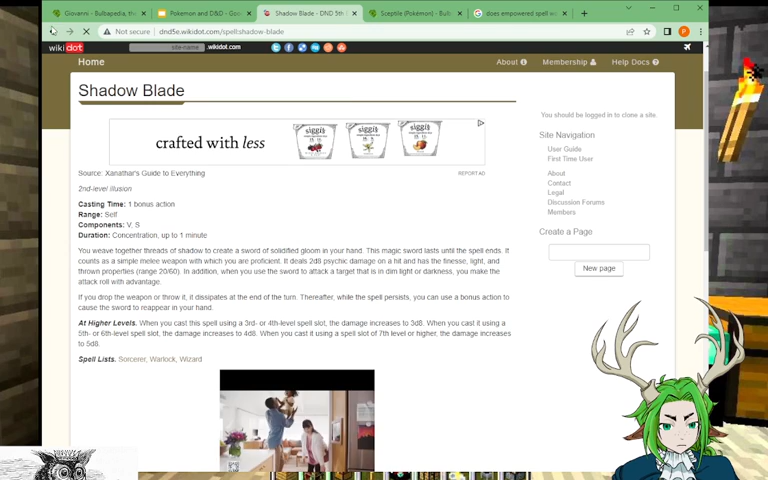 Giovanni - Bulbapedia, the
Pokemon and D&D - Goo
Shadow Blade - DND 5th E
Sceptile (Pokémon) - Bulb
does empowered spell wo
Not secure | dnd5e.wikidot.com/spell:shadow-blade
wikidot
site-name .wikidot.com
Home
About
Membership
Help Docs
Shadow Blade
You should be logged in to clone a site.
crafted with less
siggi's
siggi's
siggi's
Site Navigation
User Guide
First Time User
About
Contact
Legal
Discussion Forums
Members
Source: Xanathar's Guide to Everything
REPORT AD
2nd-level illusion
Casting Time: 1 bonus action
Range: Self
Components: V, S
Duration: Concentration, up to 1 minute
Create a Page
New page
You weave together threads of shadow to create a sword of solidified gloom in your hand. This magic sword lasts until the spell ends. It
counts as a simple melee weapon with which you are proficient. It deals 2d8 psychic damage on a hit and has the finesse, light, and
thrown properties (range 20/60). In addition, when you use the sword to attack a target that is in dim light or darkness, you make the
attack roll with advantage.
If you drop the weapon or throw it, it dissipates at the end of the turn. Thereafter, while the spell persists, you can use a bonus action to
cause the sword to reappear in your hand.
At Higher Levels. When you cast this spell using a 3rd- or 4th-level spell slot, the damage increases to 3d8. When you cast it using a
5th- or 6th-level spell slot, the damage increases to 4d8. When you cast it using a spell slot of 7th level or higher, the damage increases
to 5d8.
Spell Lists. Sorcerer, Warlock, Wizard